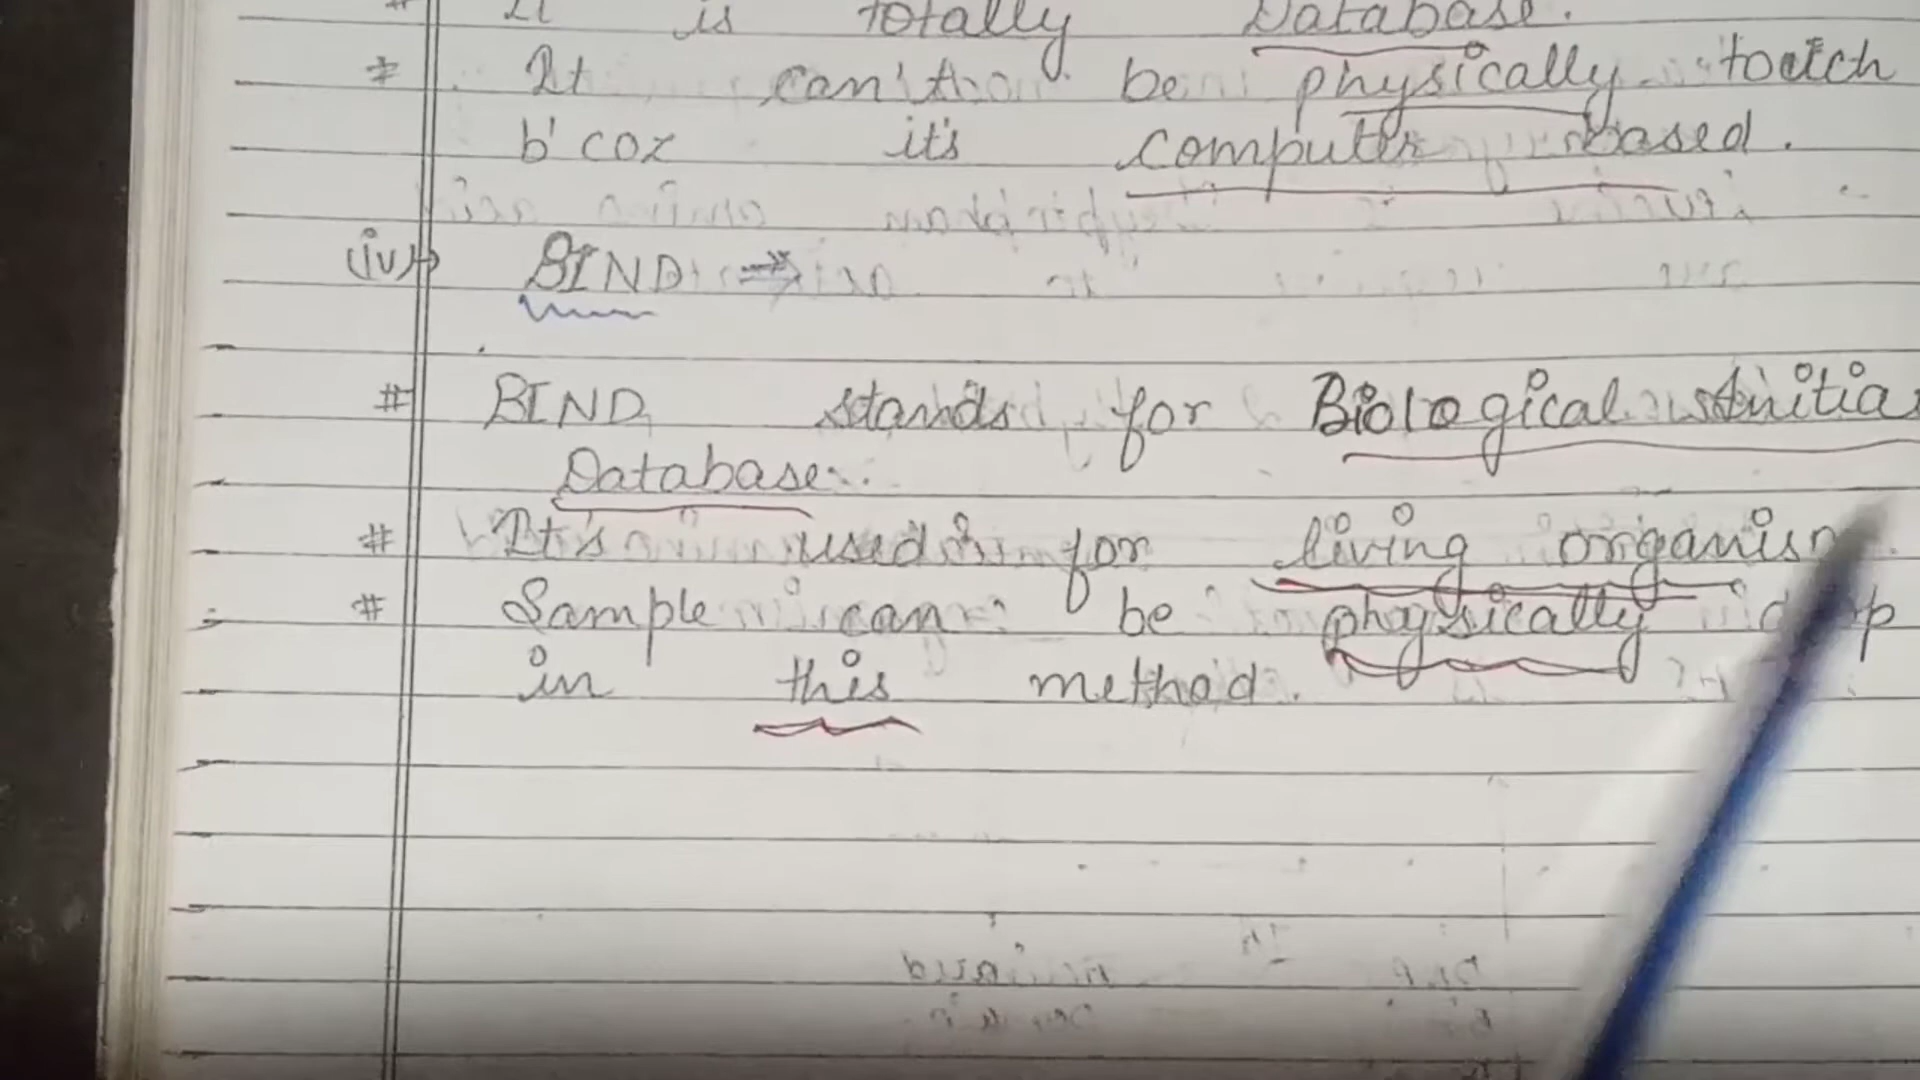 # It is totally Database.
# It can't be physically touch
b'coz it's computer based.
(iv) BIND ⇒
# BIND stands for Biological
Database.
# It's used for living
# Sample can be physically
in this method.